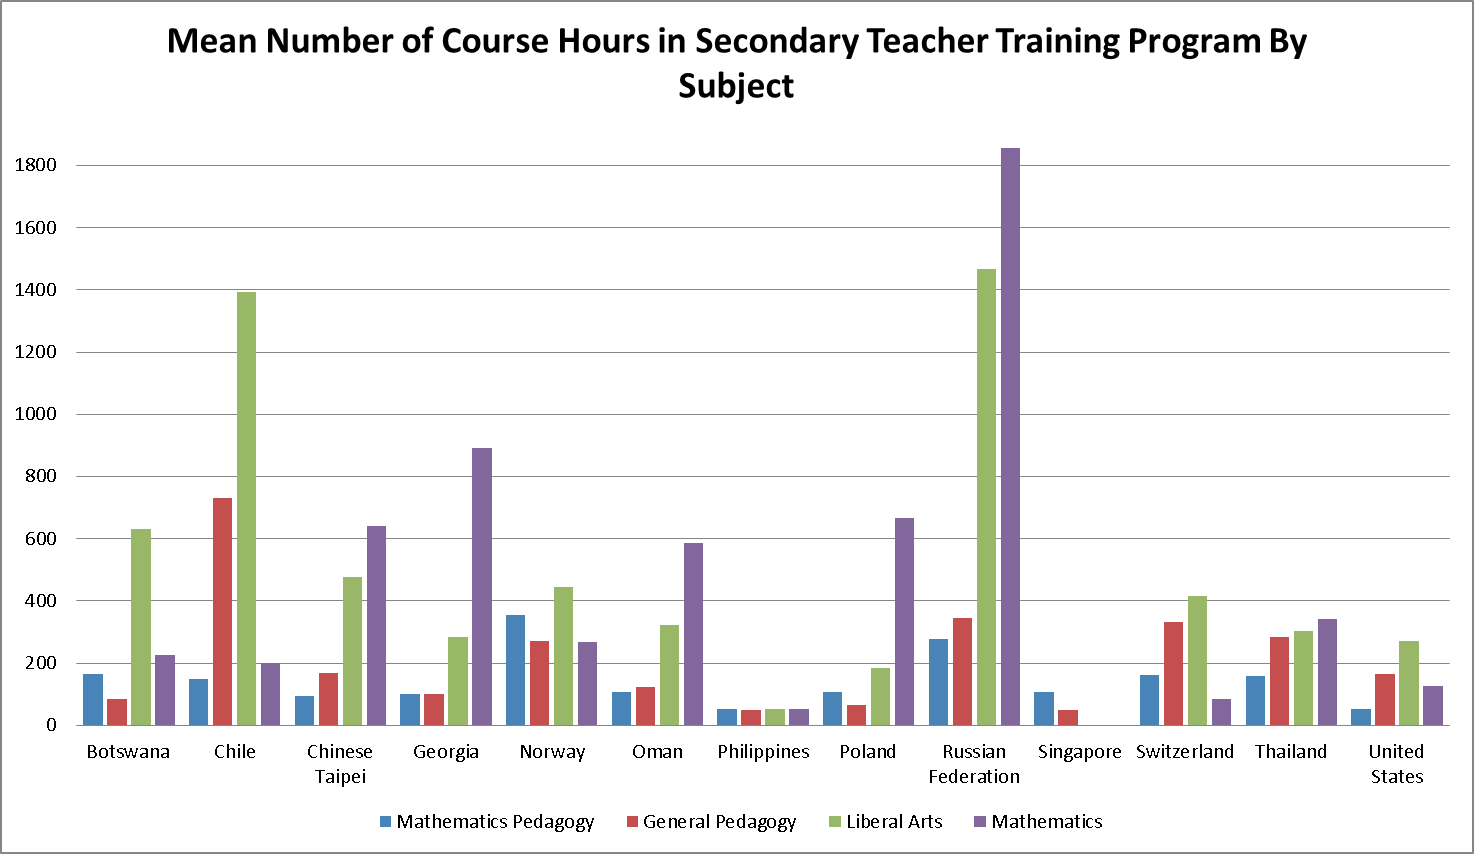 Mean Number of Course Hours in Secondary Teacher Training Program By
Subject
1800
1600
1400
1200
1000
800
600
400
200
0
Botswana
Chile
Chinese
Taipei
Georgia
Norway
Oman
Philippines
Poland
Russian
Federation
Singapore
Switzerland
Thailand
United
States
Mathematics Pedagogy
General Pedagogy
Liberal Arts
Mathematics